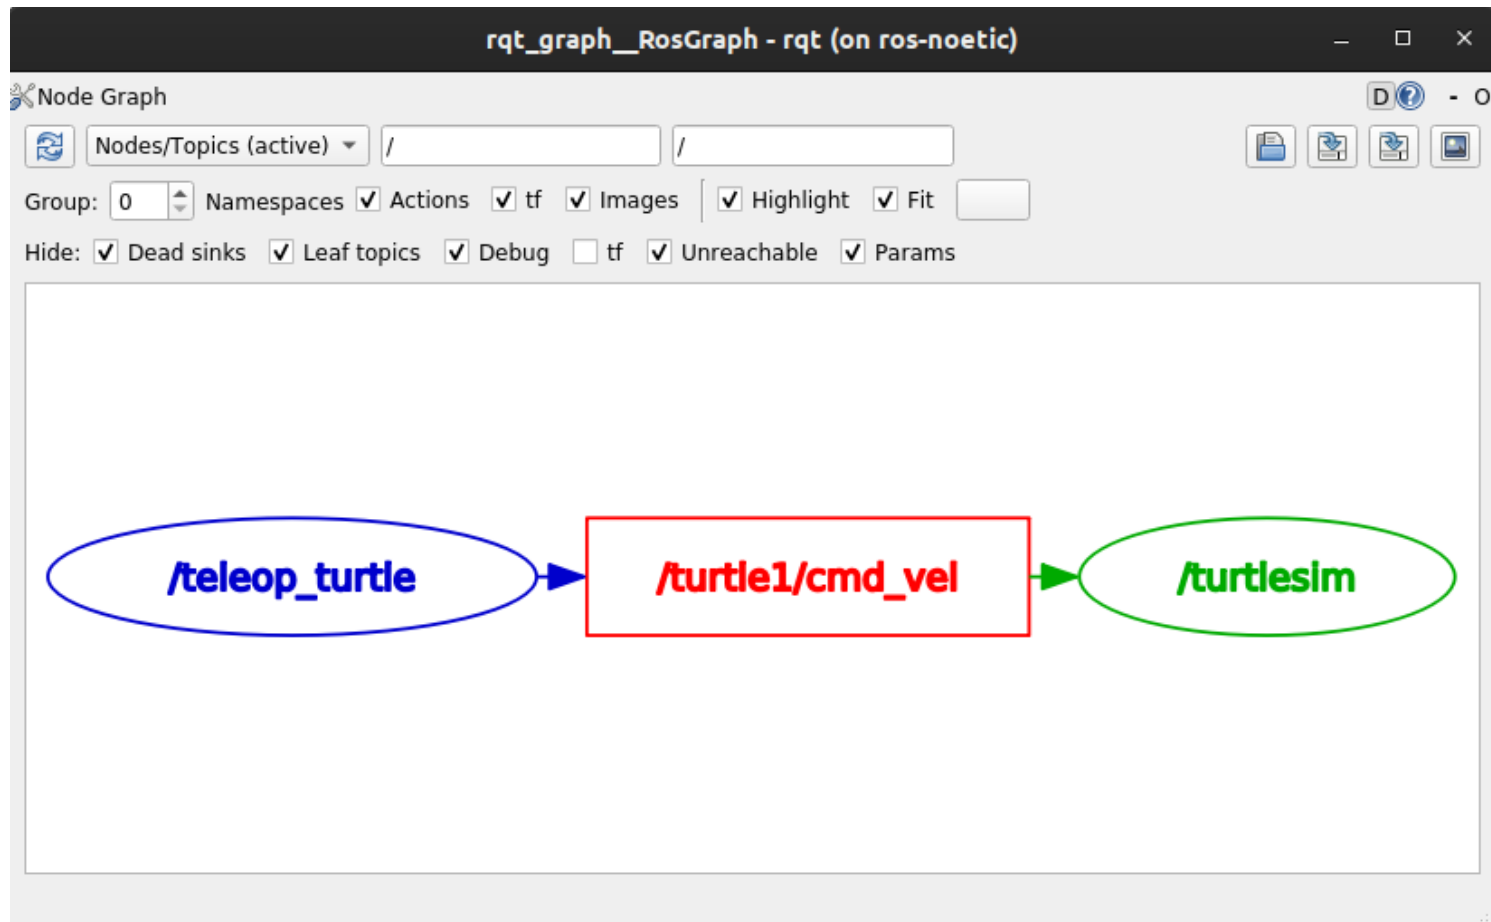 rqt_graph__RosGraph - rqt (on ros-noetic)
Node Graph D ? - O
Nodes/Topics (active) / /
Group: 0 Namespaces Actions tf Images Highlight Fit
Hide: Dead sinks Leaf topics Debug tf Unreachable Params
/teleop_turtle /turtle1/cmd_vel /turtlesim